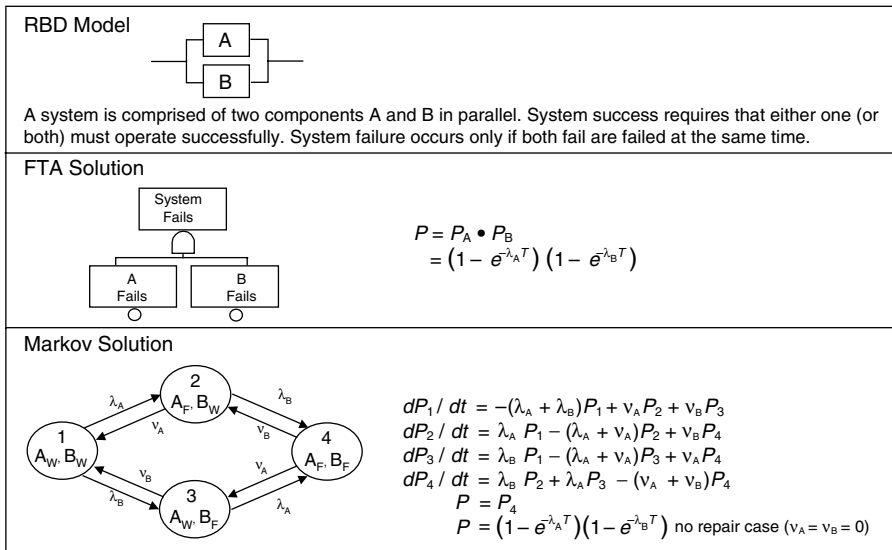 RBD Model
A
B
A system is comprised of two components A and B in parallel. System success requires that either one (or
both) must operate successfully. System failure occurs only if both fail are failed at the same time.
FTA Solution
System
Fails
A
Fails
B
Fails
P = P_A • P_B
= (1 − e^{−λ_A T}) (1 − e^{−λ_B T})
Markov Solution
1
A_W, B_W
2
A_F, B_W
3
A_W, B_F
4
A_F, B_F
λ_A
ν_A
λ_B
ν_B
ν_B
λ_B
ν_A
λ_A
dP_1 / dt = −(λ_A + λ_B)P_1 + ν_A P_2 + ν_B P_3
dP_2 / dt = λ_A P_1 − (λ_A + ν_A)P_2 + ν_B P_4
dP_3 / dt = λ_B P_1 − (λ_A + ν_A)P_3 + ν_A P_4
dP_4 / dt = λ_B P_2 + λ_A P_3 − (ν_A + ν_B)P_4
P = P_4
P = (1 − e^{−λ_A T})(1 − e^{−λ_B T}) no repair case (ν_A = ν_B = 0)